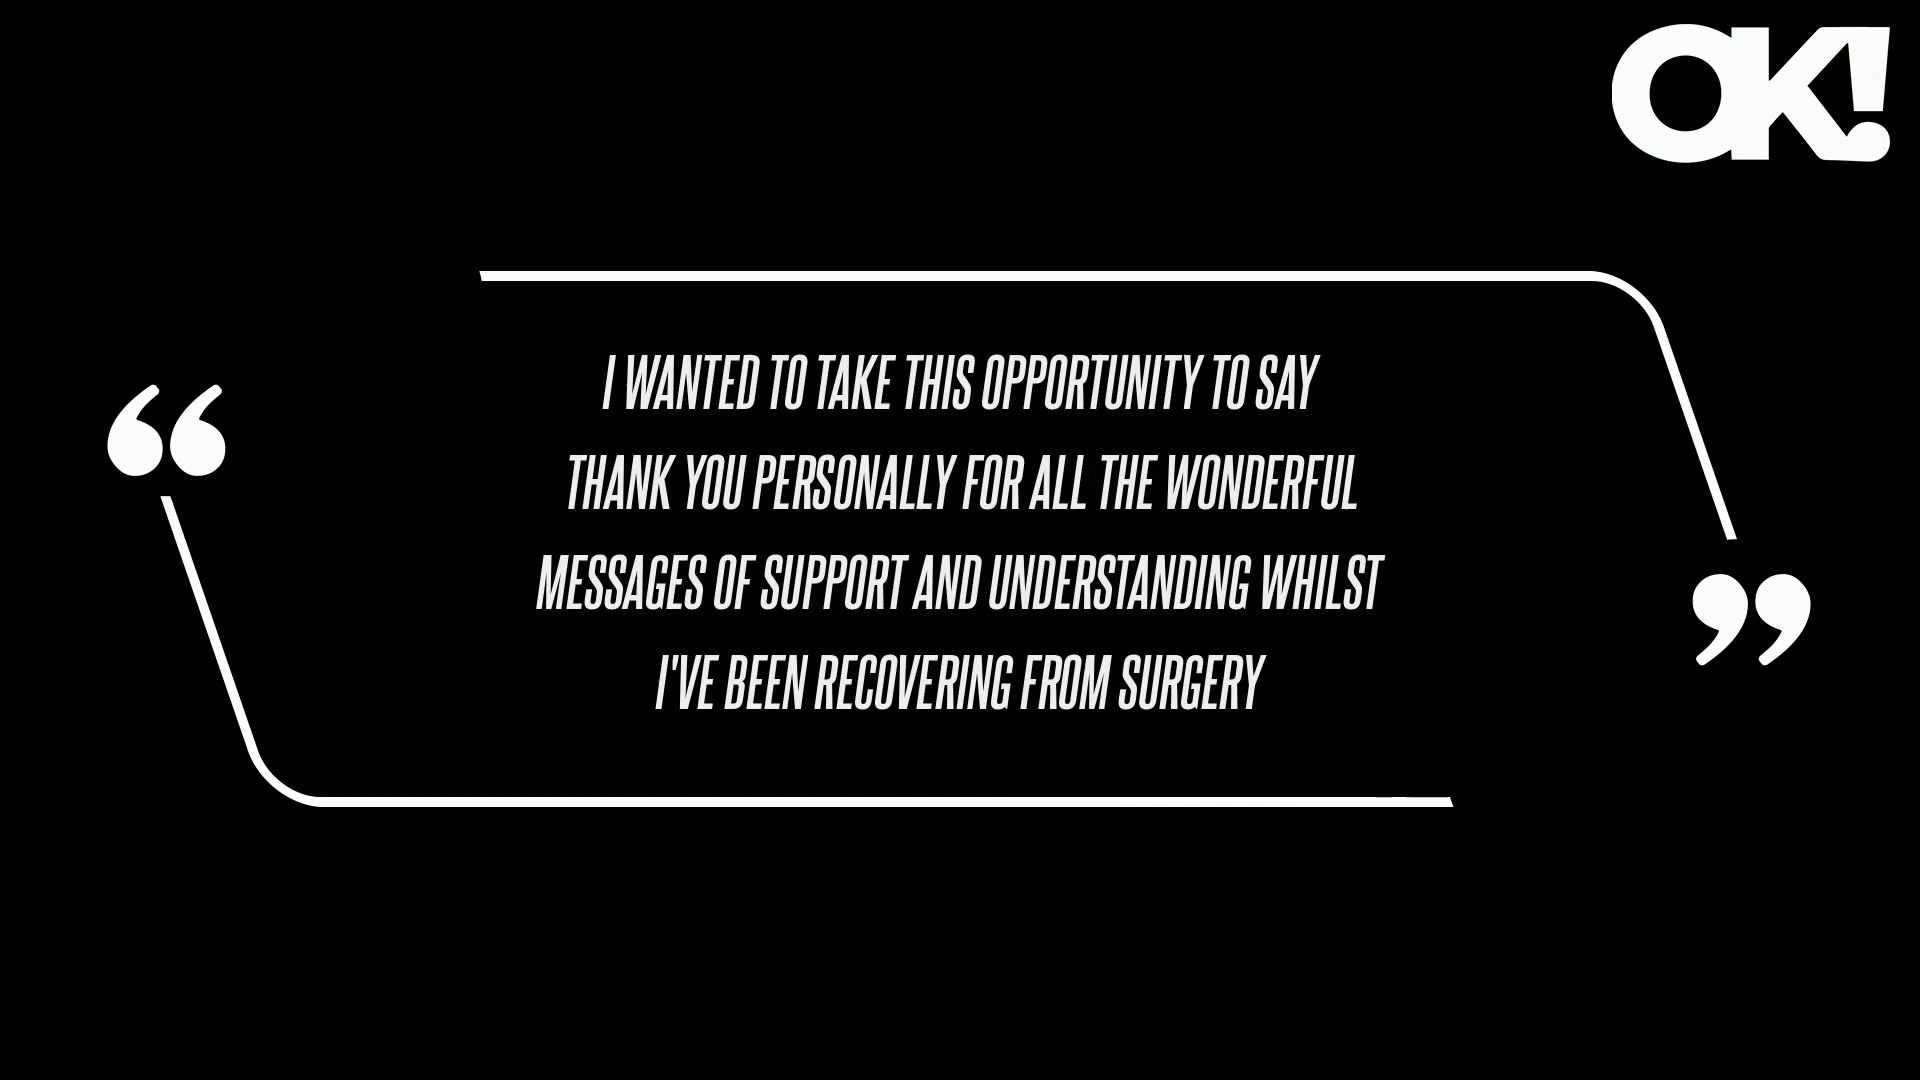 OK!
“
I WANTED TO TAKE THIS OPPORTUNITY TO SAY
THANK YOU PERSONALLY FOR ALL THE WONDERFUL
MESSAGES OF SUPPORT AND UNDERSTANDING WHILST
I'VE BEEN RECOVERING FROM SURGERY
”